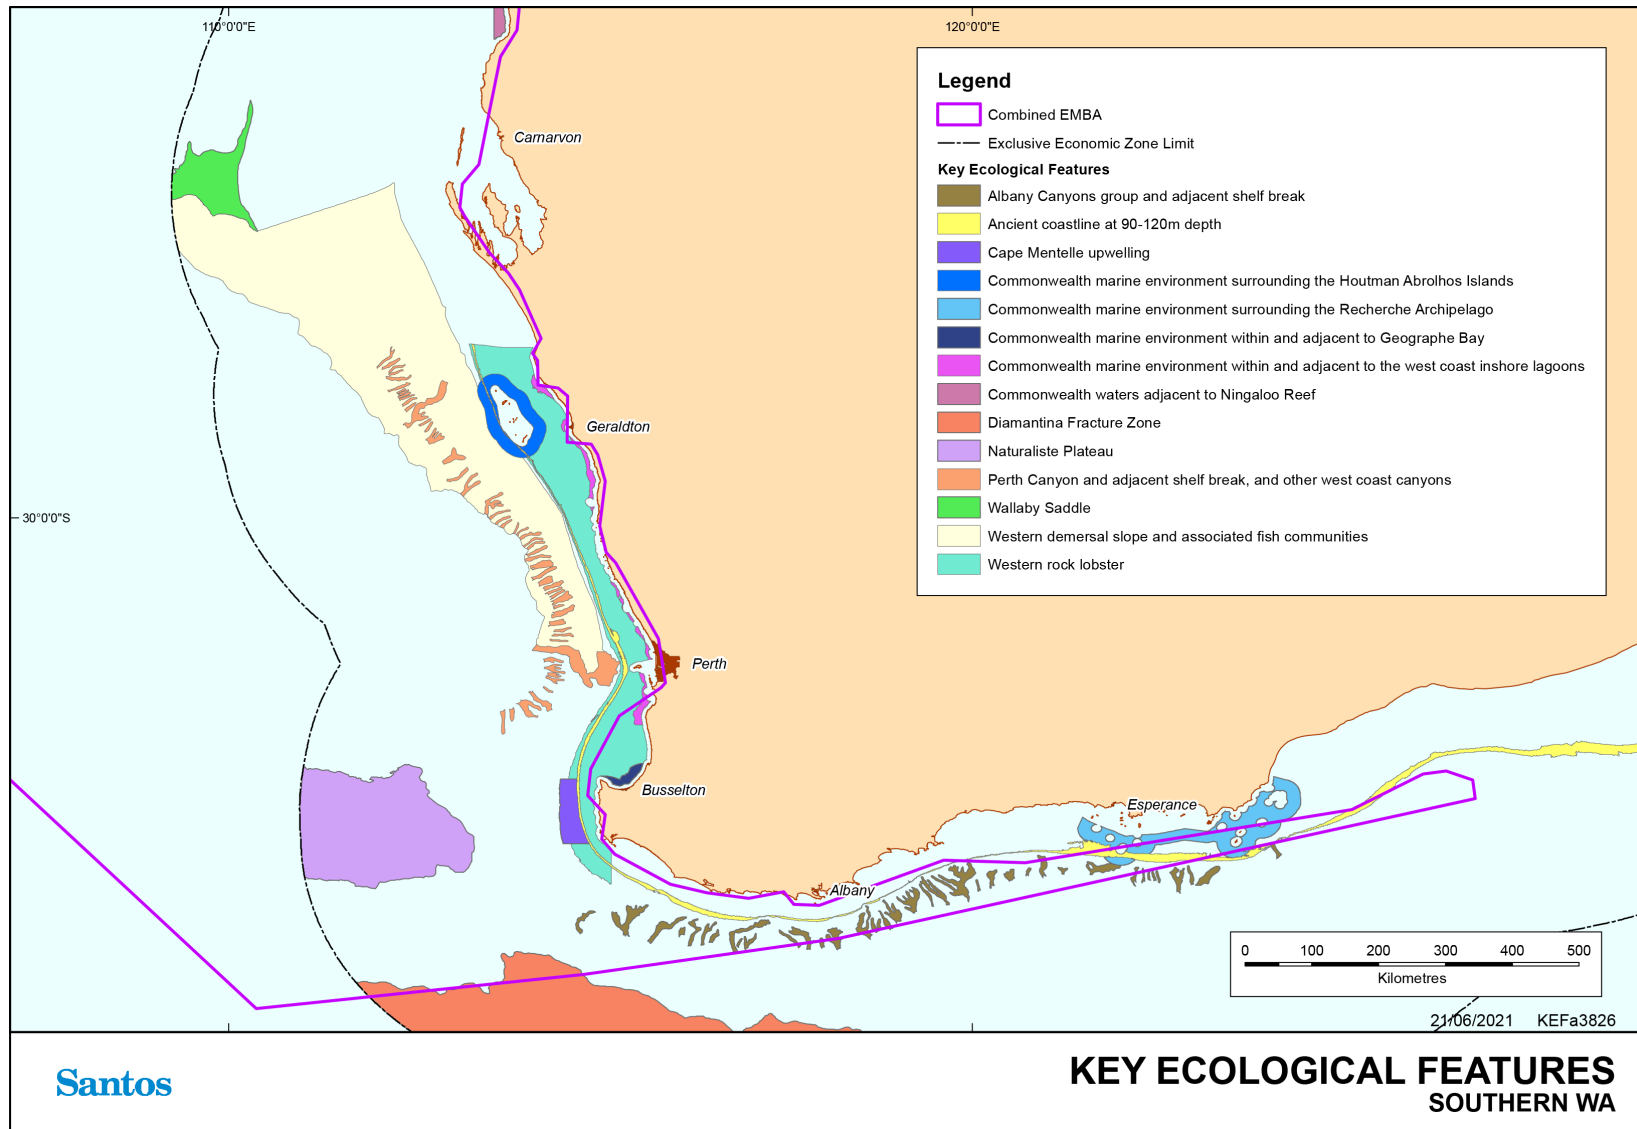 110°0'0"E
120°0'0"E
Legend
Combined EMBA
Exclusive Economic Zone Limit
Key Ecological Features
Albany Canyons group and adjacent shelf break
Ancient coastline at 90-120m depth
Cape Mentelle upwelling
Commonwealth marine environment surrounding the Houtman Abrolhos Islands
Commonwealth marine environment surrounding the Recherche Archipelago
Commonwealth marine environment within and adjacent to Geographe Bay
Commonwealth marine environment within and adjacent to the west coast inshore lagoons
Commonwealth waters adjacent to Ningaloo Reef
Diamantina Fracture Zone
Naturaliste Plateau
Perth Canyon and adjacent shelf break, and other west coast canyons
Wallaby Saddle
Western demersal slope and associated fish communities
Western rock lobster
Carnarvon
Geraldton
30°0'0"S
Perth
Busselton
Esperance
Albany
0 100 200 300 400 500
Kilometres
21/06/2021 KEFa3826
Santos
KEY ECOLOGICAL FEATURES
SOUTHERN WA